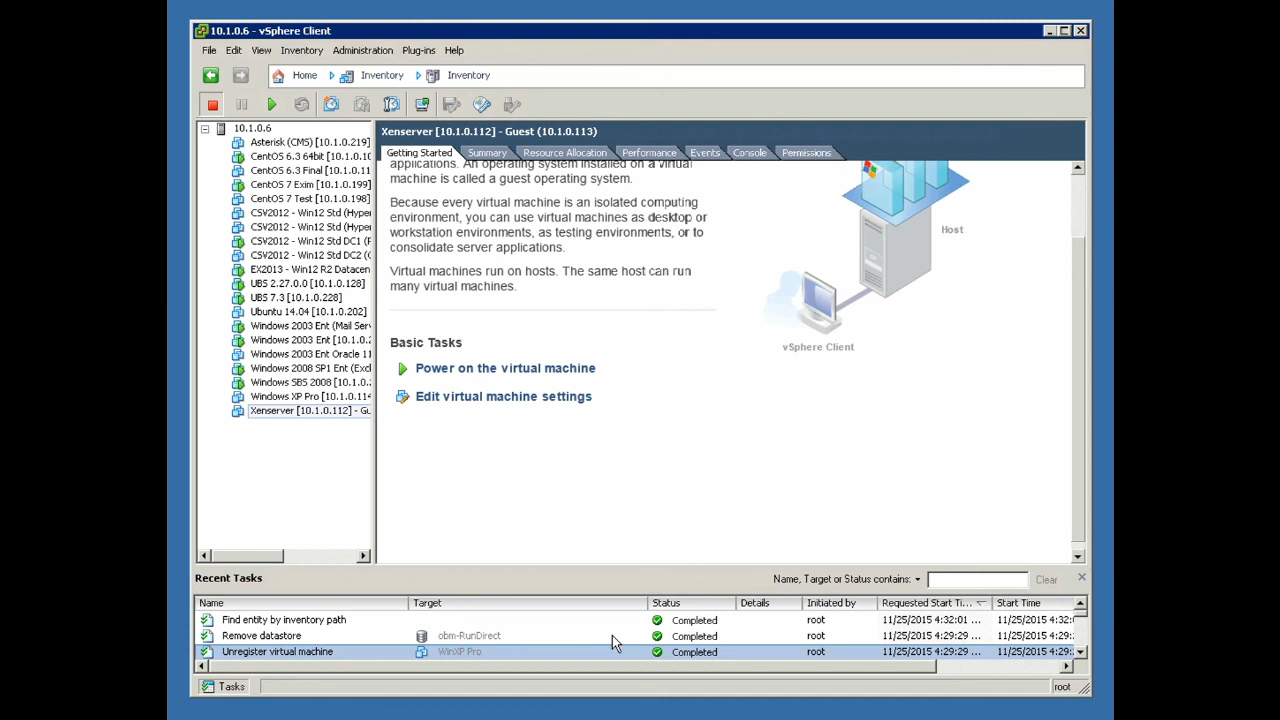 10.1.0.6 - vSphere Client
File Edit View Inventory Administration Plug-ins Help
Home Inventory Inventory
10.1.0.6
Asterisk (CMS) [10.1.0.219]
CentOS 6.3 64bit [10.1.0.10
CentOS 6.3 Final [10.1.0.11
CentOS 7 Exim [10.1.0.199]
CentOS 7 Test [10.1.0.198]
CSV2012 - Win12 Std (Hyper
CSV2012 - Win12 Std (Hyper
CSV2012 - Win12 Std DC1 (F
CSV2012 - Win12 Std DC2 (C
EX2013 - Win12 R2 Datacen
UBS 2.27.0.0 [10.1.0.128]
UBS 7.3 [10.1.0.228]
Ubuntu 14.04 [10.1.0.202]
Windows 2003 Ent (Mail Serv
Windows 2003 Ent [10.1.0.2
Windows 2003 Ent Oracle 11
Windows 2008 SP1 Ent (Excl
Windows SBS 2008 [10.1.0.
Windows XP Pro [10.1.0.114
Xenserver [10.1.0.112] - Gu
Xenserver [10.1.0.112] - Guest (10.1.0.113)
Getting Started Summary Resource Allocation Performance Events Console Permissions
applications. An operating system installed on a virtual
machine is called a guest operating system.
Because every virtual machine is an isolated computing
environment, you can use virtual machines as desktop or
workstation environments, as testing environments, or to
consolidate server applications.
Virtual machines run on hosts. The same host can run
many virtual machines.
Host
vSphere Client
Basic Tasks
Power on the virtual machine
Edit virtual machine settings
Recent Tasks
Name, Target or Status contains: Clear
Name Target Status Details Initiated by Requested Start Ti... Start Time
Find entity by inventory path Completed root 11/25/2015 4:32:01 ... 11/25/2015 4:32:
Remove datastore obm-RunDirect Completed root 11/25/2015 4:29:29 ... 11/25/2015 4:29:
Unregister virtual machine WinXP Pro Completed root 11/25/2015 4:29:29 ... 11/25/2015 4:29:
Tasks root